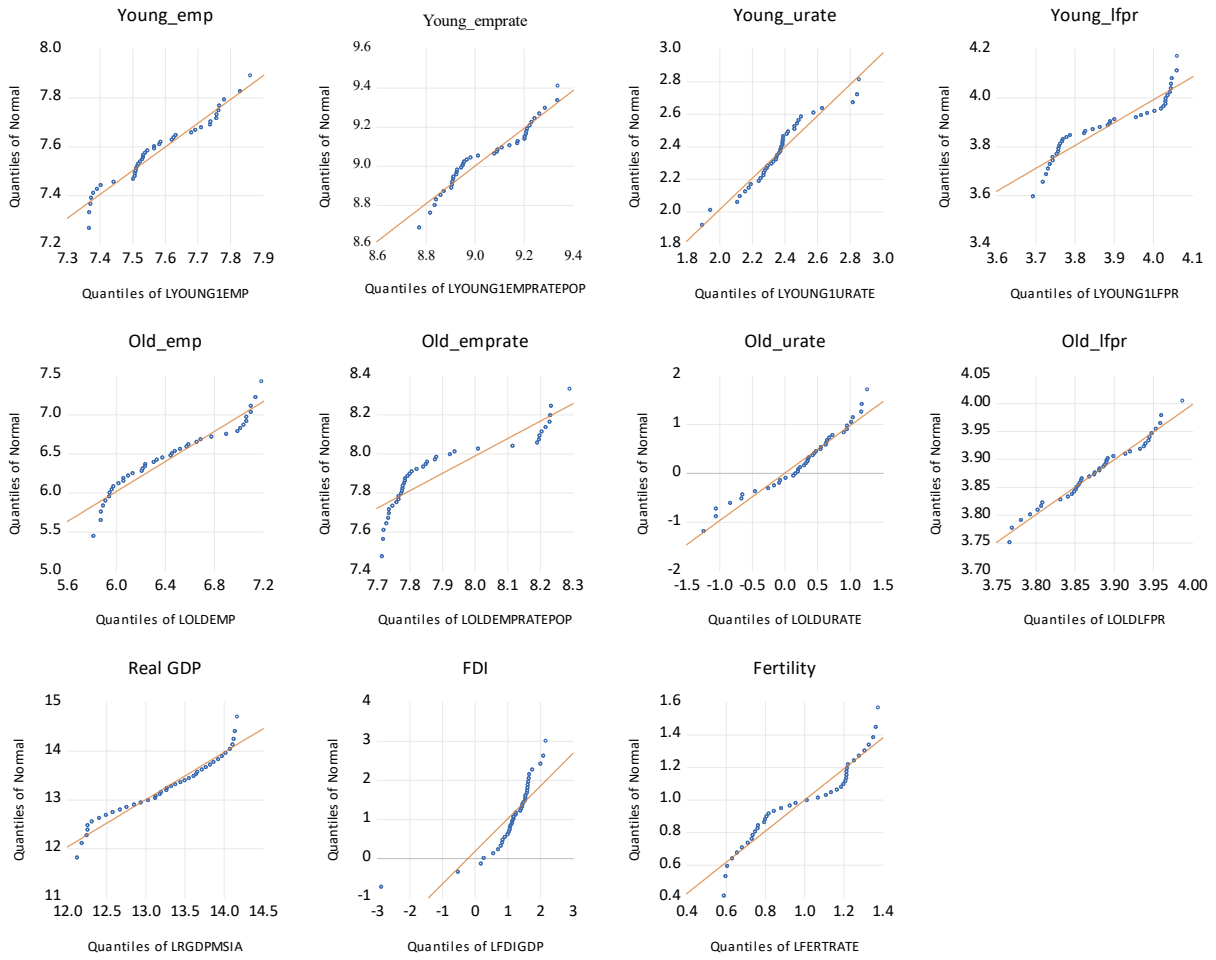 Young_emp
Young_emprate
Young_urate
Young_lfpr
Quantiles of Normal
8.0
7.8
7.6
7.4
7.2
7.3 7.4 7.5 7.6 7.7 7.8 7.9
Quantiles of LYOUNG1EMP
Quantiles of Normal
9.6
9.4
9.2
9.0
8.8
8.6
8.6 8.8 9.0 9.2 9.4
Quantiles of LYOUNG1EMPRATEPOP
Quantiles of Normal
3.0
2.8
2.6
2.4
2.2
2.0
1.8
1.8 2.0 2.2 2.4 2.6 2.8 3.0
Quantiles of LYOUNG1URATE
Quantiles of Normal
4.2
4.0
3.8
3.6
3.4
3.6 3.7 3.8 3.9 4.0 4.1
Quantiles of LYOUNG1LFPR
Old_emp
Old_emprate
Old_urate
Old_lfpr
Quantiles of Normal
7.5
7.0
6.5
6.0
5.5
5.0
5.6 6.0 6.4 6.8 7.2
Quantiles of LOLDEMP
Quantiles of Normal
8.4
8.2
8.0
7.8
7.6
7.4
7.7 7.8 7.9 8.0 8.1 8.2 8.3
Quantiles of LOLDEMPRATEPOP
Quantiles of Normal
2
1
0
-1
-2
-1.5 -1.0 -0.5 0.0 0.5 1.0 1.5
Quantiles of LOLDURATE
Quantiles of Normal
4.05
4.00
3.95
3.90
3.85
3.80
3.75
3.70
3.75 3.80 3.85 3.90 3.95 4.00
Quantiles of LOLDLFPR
Real GDP
FDI
Fertility
Quantiles of Normal
15
14
13
12
11
12.0 12.5 13.0 13.5 14.0 14.5
Quantiles of LRGDPMSIA
Quantiles of Normal
4
3
2
1
0
-1
-3 -2 -1 0 1 2 3
Quantiles of LFDIGDP
Quantiles of Normal
1.6
1.4
1.2
1.0
0.8
0.6
0.4
0.4 0.6 0.8 1.0 1.2 1.4
Quantiles of LFERTRATE